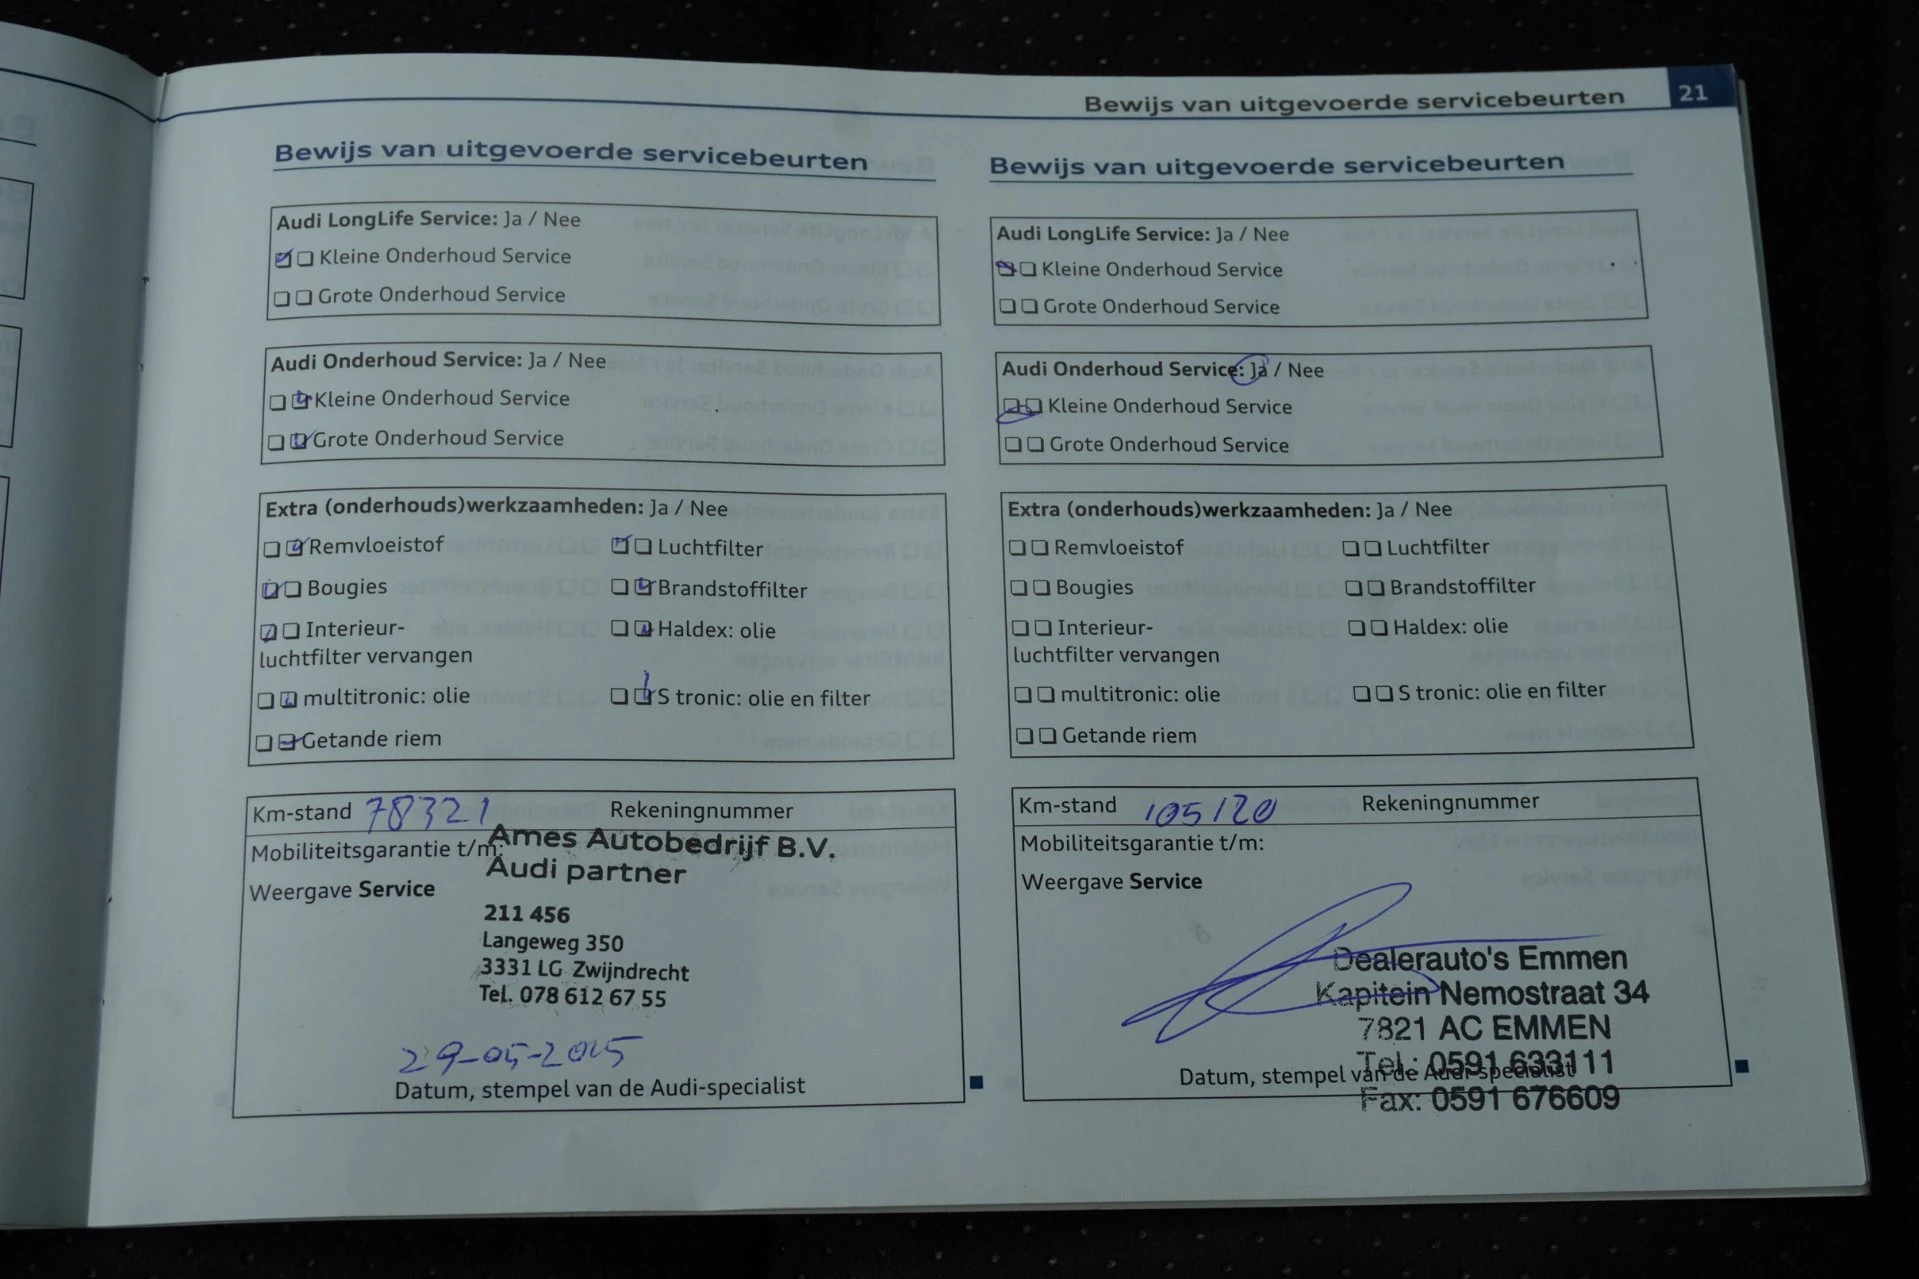 Bewijs van uitgevoerde servicebeurten 21
Bewijs van uitgevoerde servicebeurten
Audi LongLife Service: Ja / Nee
Kleine Onderhoud Service
Grote Onderhoud Service
Audi Onderhoud Service: Ja / Nee
Kleine Onderhoud Service
Grote Onderhoud Service
Extra (onderhouds)werkzaamheden: Ja / Nee
Remvloeistof Luchtfilter
Bougies Brandstoffilter
Interieur- Haldex: olie
luchtfilter vervangen
multitronic: olie S tronic: olie en filter
Getande riem
Km-stand 78321 Rekeningnummer
Mobiliteitsgarantie t/m:
Weergave Service
Ames Autobedrijf B.V.
Audi partner
211 456
Langeweg 350
3331 LG Zwijndrecht
Tel. 078 612 67 55
29-05-2015
Datum, stempel van de Audi-specialist
Bewijs van uitgevoerde servicebeurten
Audi LongLife Service: Ja / Nee
Kleine Onderhoud Service
Grote Onderhoud Service
Audi Onderhoud Service: Ja / Nee
Kleine Onderhoud Service
Grote Onderhoud Service
Extra (onderhouds)werkzaamheden: Ja / Nee
Remvloeistof Luchtfilter
Bougies Brandstoffilter
Interieur- Haldex: olie
luchtfilter vervangen
multitronic: olie S tronic: olie en filter
Getande riem
Km-stand 105120 Rekeningnummer
Mobiliteitsgarantie t/m:
Weergave Service
Dealerauto's Emmen
Kapitein Nemostraat 34
7821 AC EMMEN
Tel.: 0591 633111
Datum, stempel van de Audi-specialist
Fax: 0591 676609